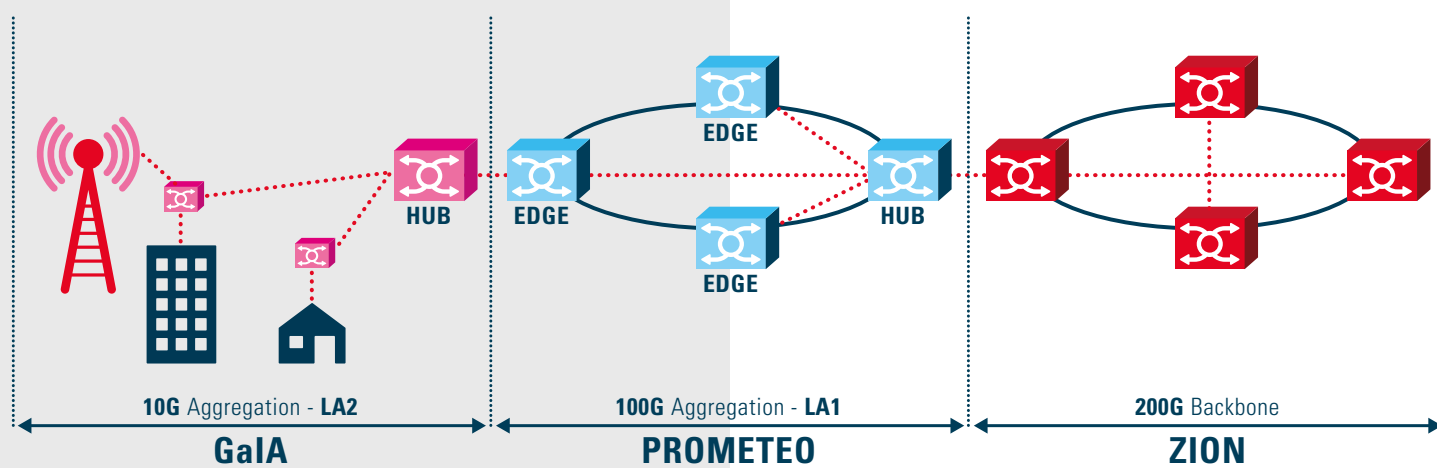 EDGE
HUB
EDGE
HUB
EDGE
10G Aggregation - LA2
100G Aggregation - LA1
200G Backbone
GaIA
PROMETEO
ZION